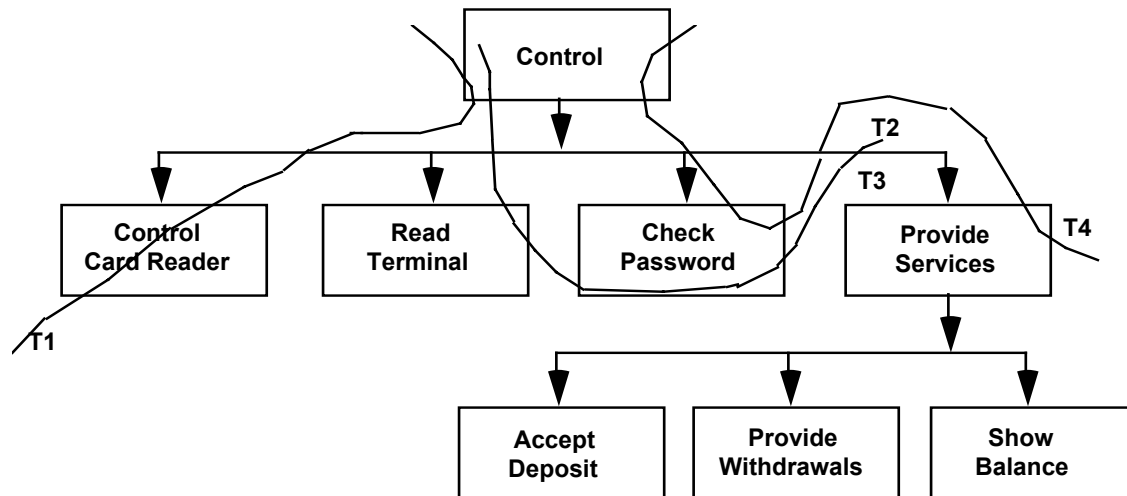 Control
T2
T3
Control
Card Reader
Read
Terminal
Check
Password
Provide
Services
T4
T1
Accept
Deposit
Provide
Withdrawals
Show
Balance